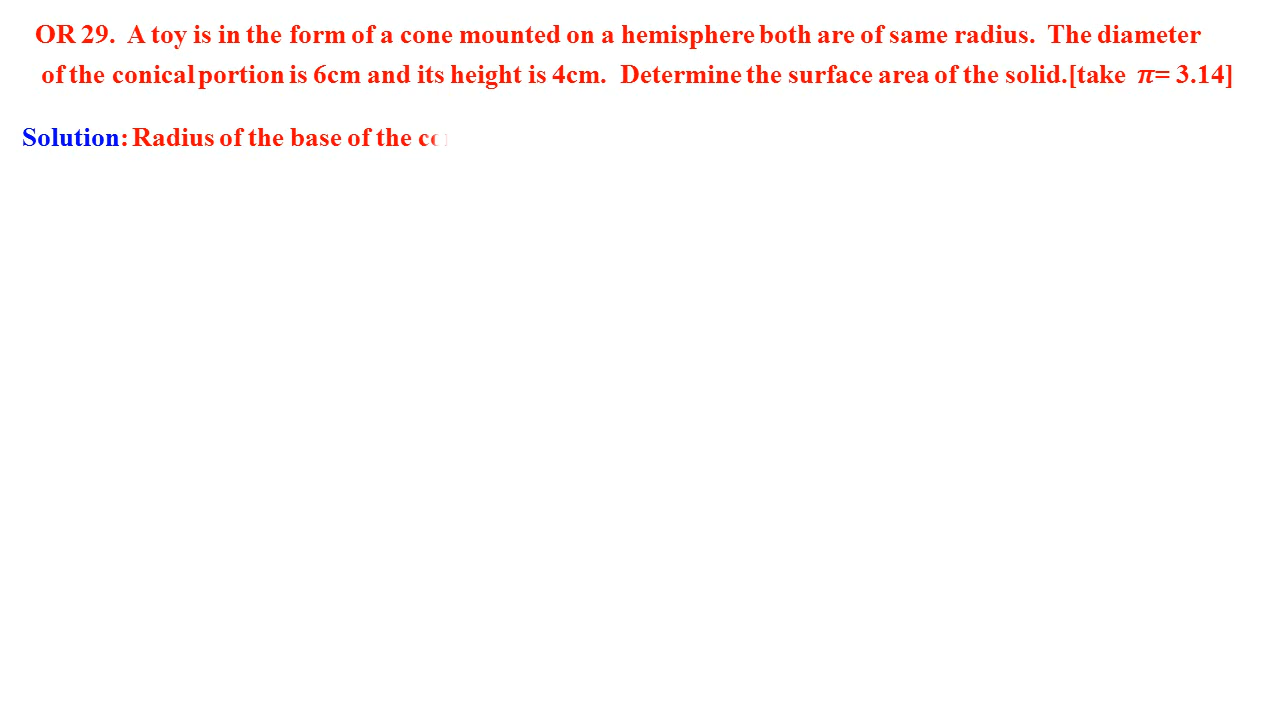 OR 29. A toy is in the form of a cone mounted on a hemisphere both are of same radius. The diameter
of the conical portion is 6cm and its height is 4cm. Determine the surface area of the solid.[take π= 3.14]
Solution: Radius of the base of the